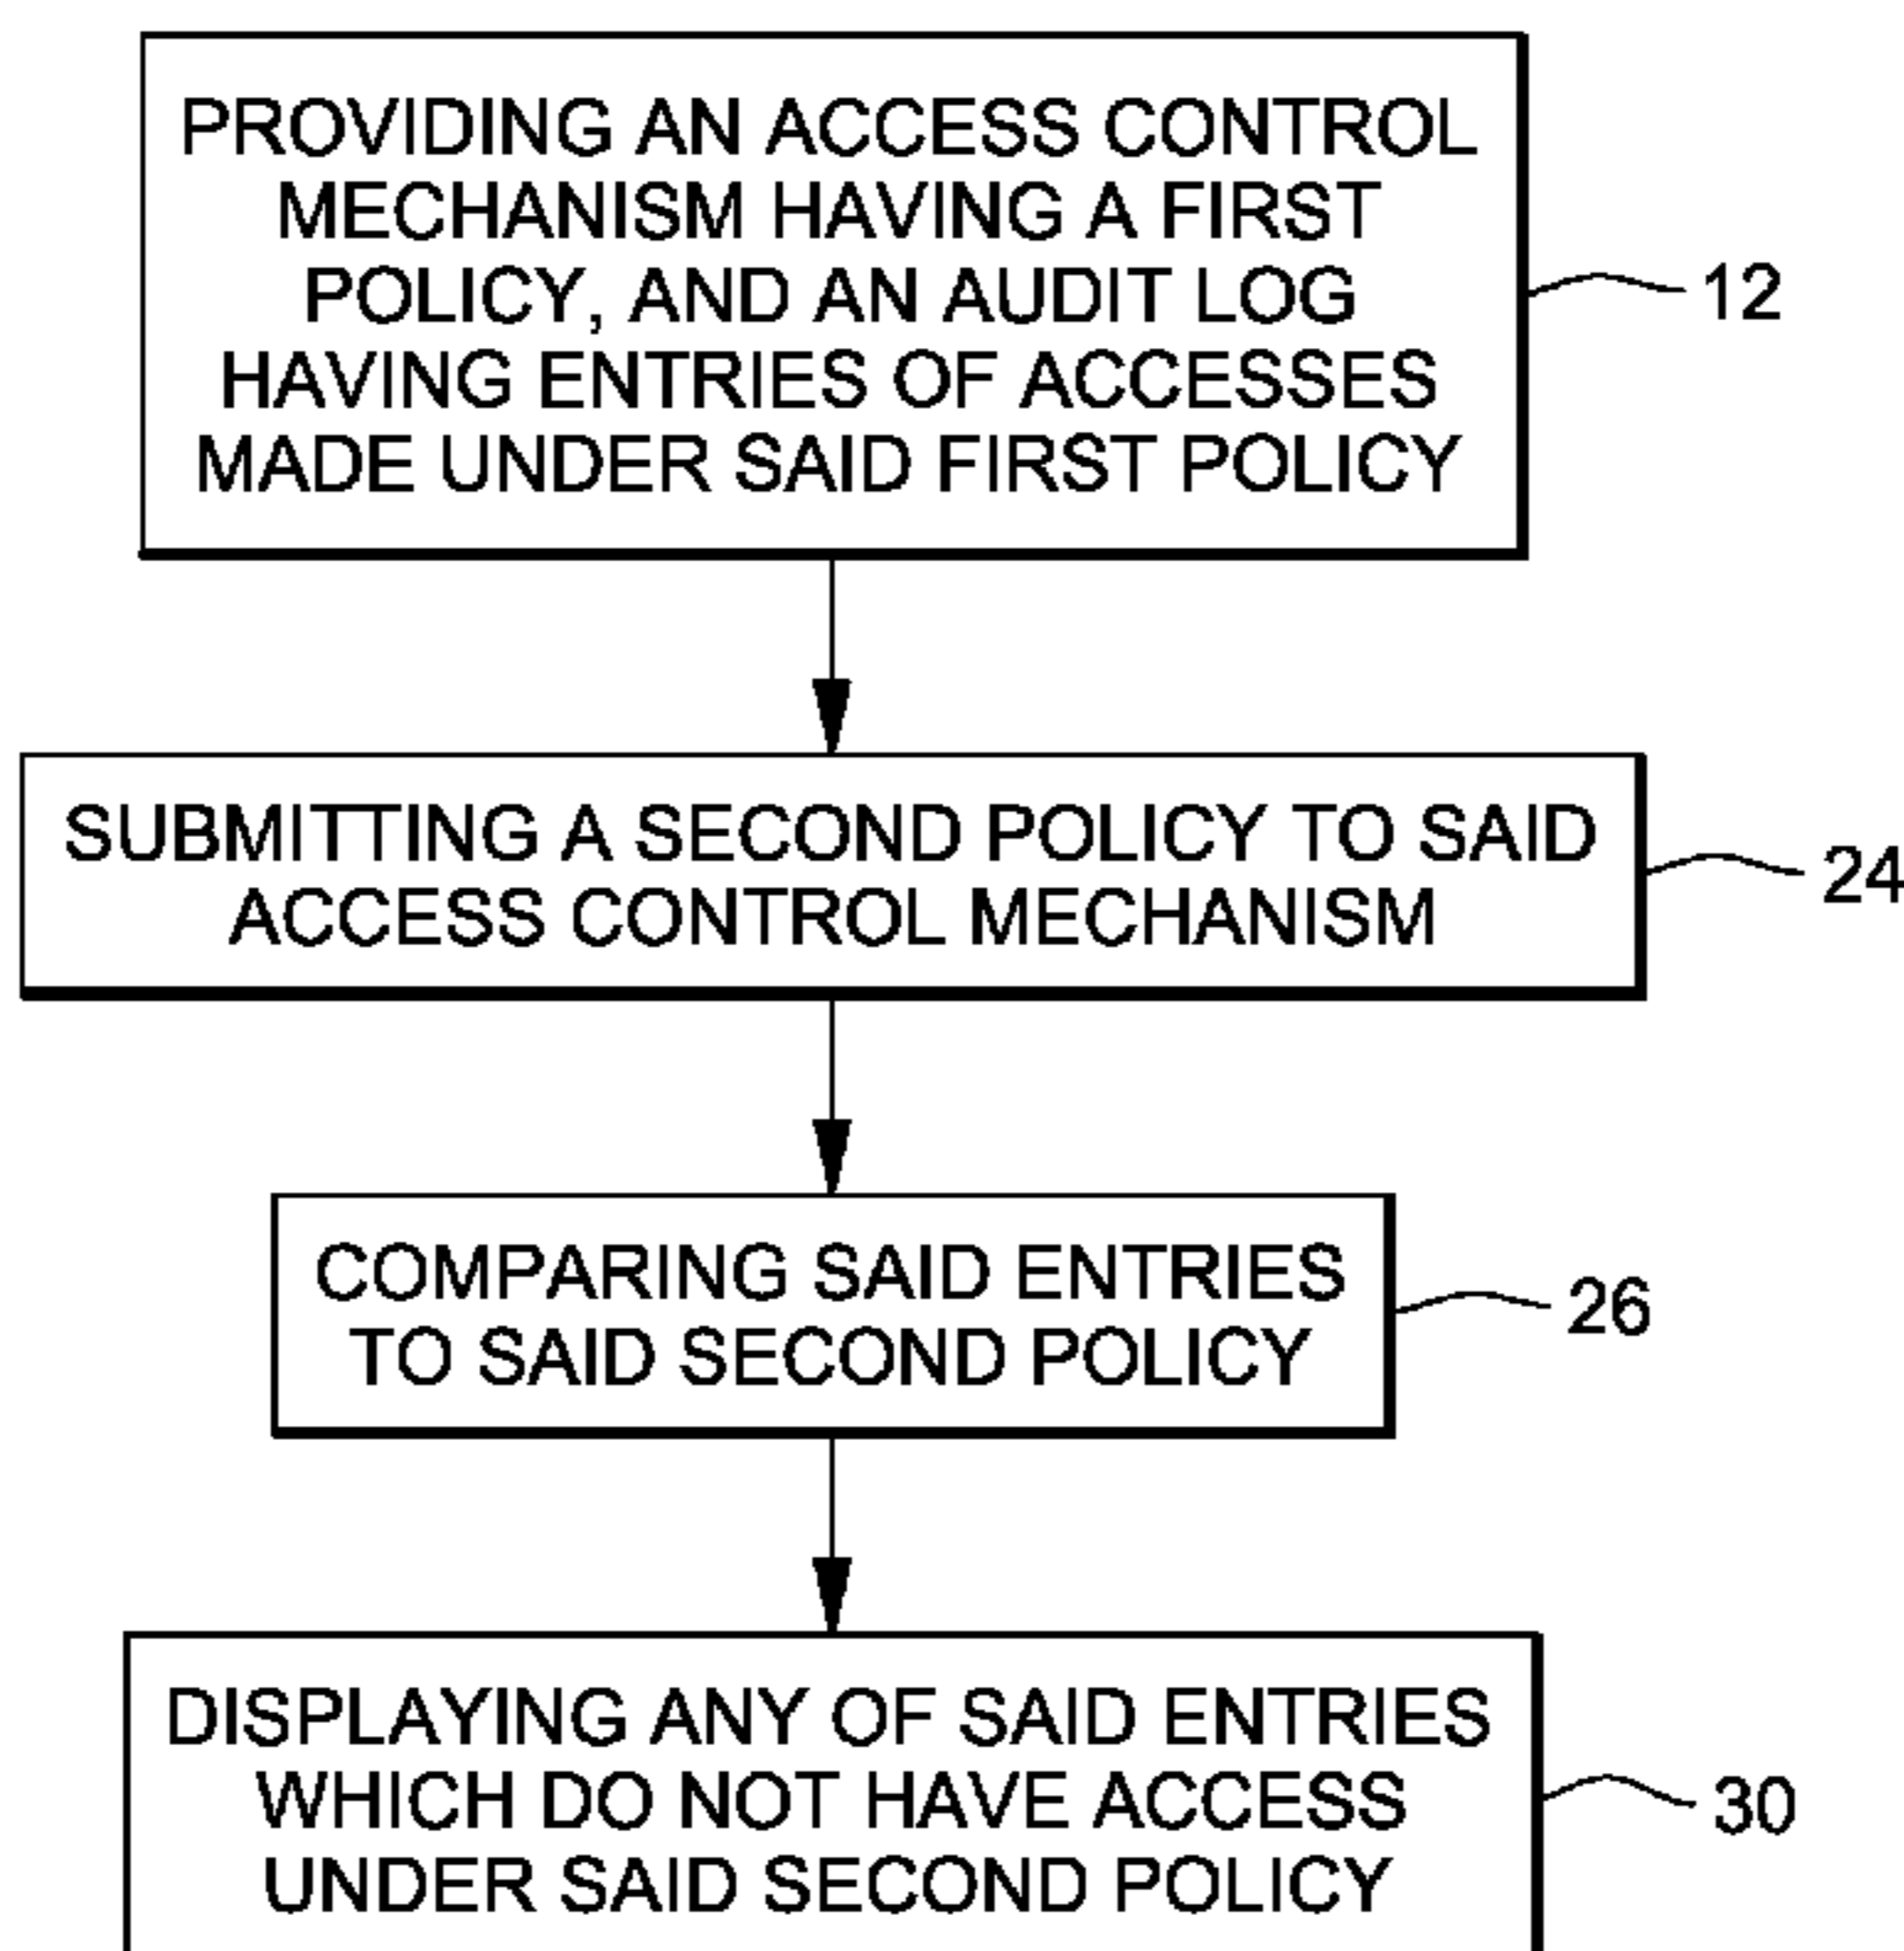 PROVIDING AN ACCESS CONTROL
MECHANISM HAVING A FIRST
POLICY, AND AN AUDIT LOG
HAVING ENTRIES OF ACCESSES
MADE UNDER SAID FIRST POLICY
12
SUBMITTING A SECOND POLICY TO SAID
ACCESS CONTROL MECHANISM
24
COMPARING SAID ENTRIES
TO SAID SECOND POLICY
26
DISPLAYING ANY OF SAID ENTRIES
WHICH DO NOT HAVE ACCESS
UNDER SAID SECOND POLICY
30